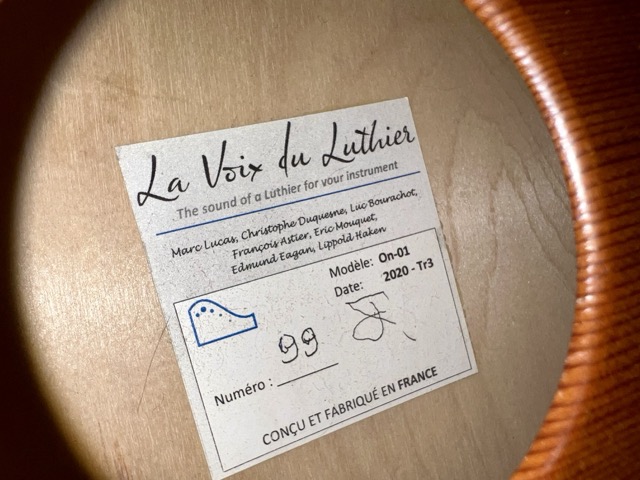 La Voix du Luthier
The sound of a Luthier for your instrument
Marc Lucas, Christophe Duquesne, Luc Bourachot,
François Astier, Eric Mouquet,
Edmund Eagan, Lippold Haken
Modèle: On-01
Date: 2020 - Tr3
Numéro : 99
CONÇU ET FABRIQUÉ EN FRANCE